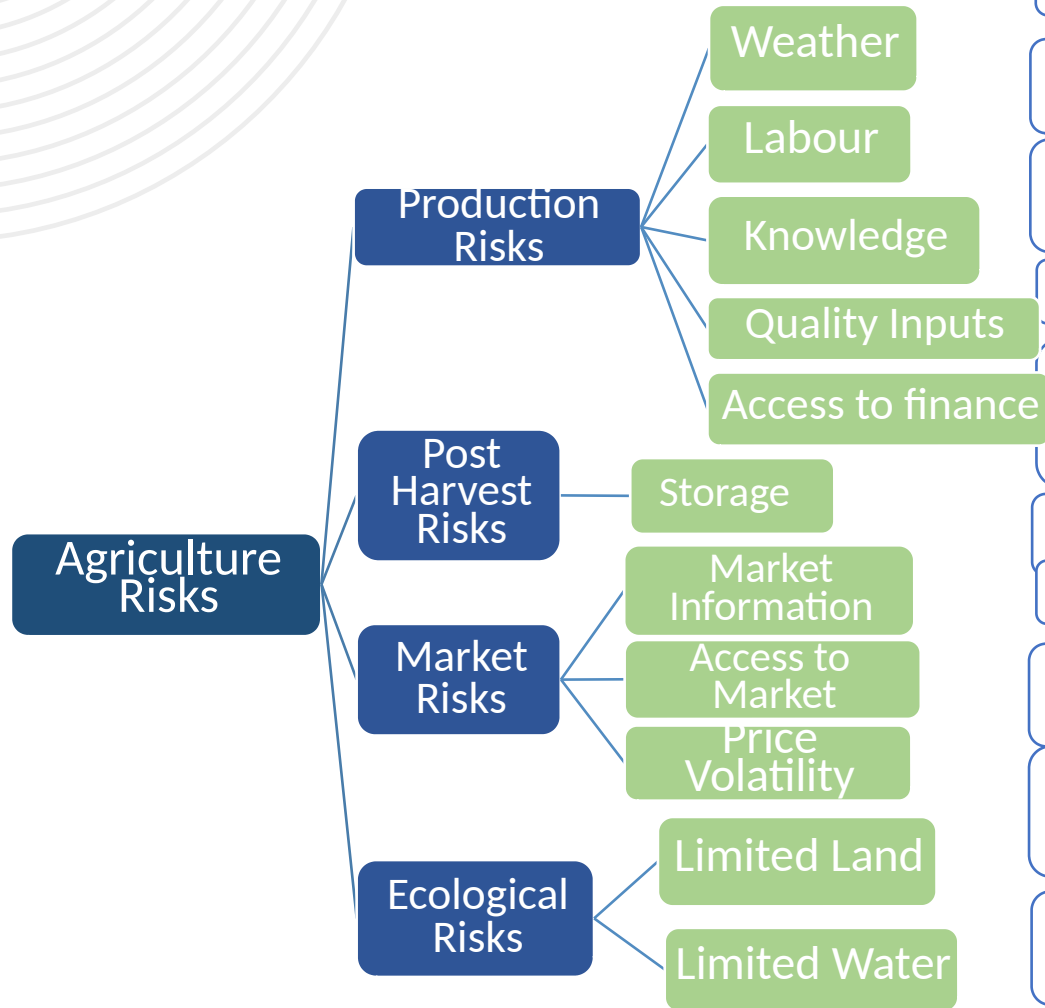 Agriculture
Risks
Production
Risks
Weather
Labour
Knowledge
Quality Inputs
Access to finance
Post
Harvest
Risks
Storage
Market
Risks
Market
Information
Access to
Market
Price
Volatility
Ecological
Risks
Limited Land
Limited Water